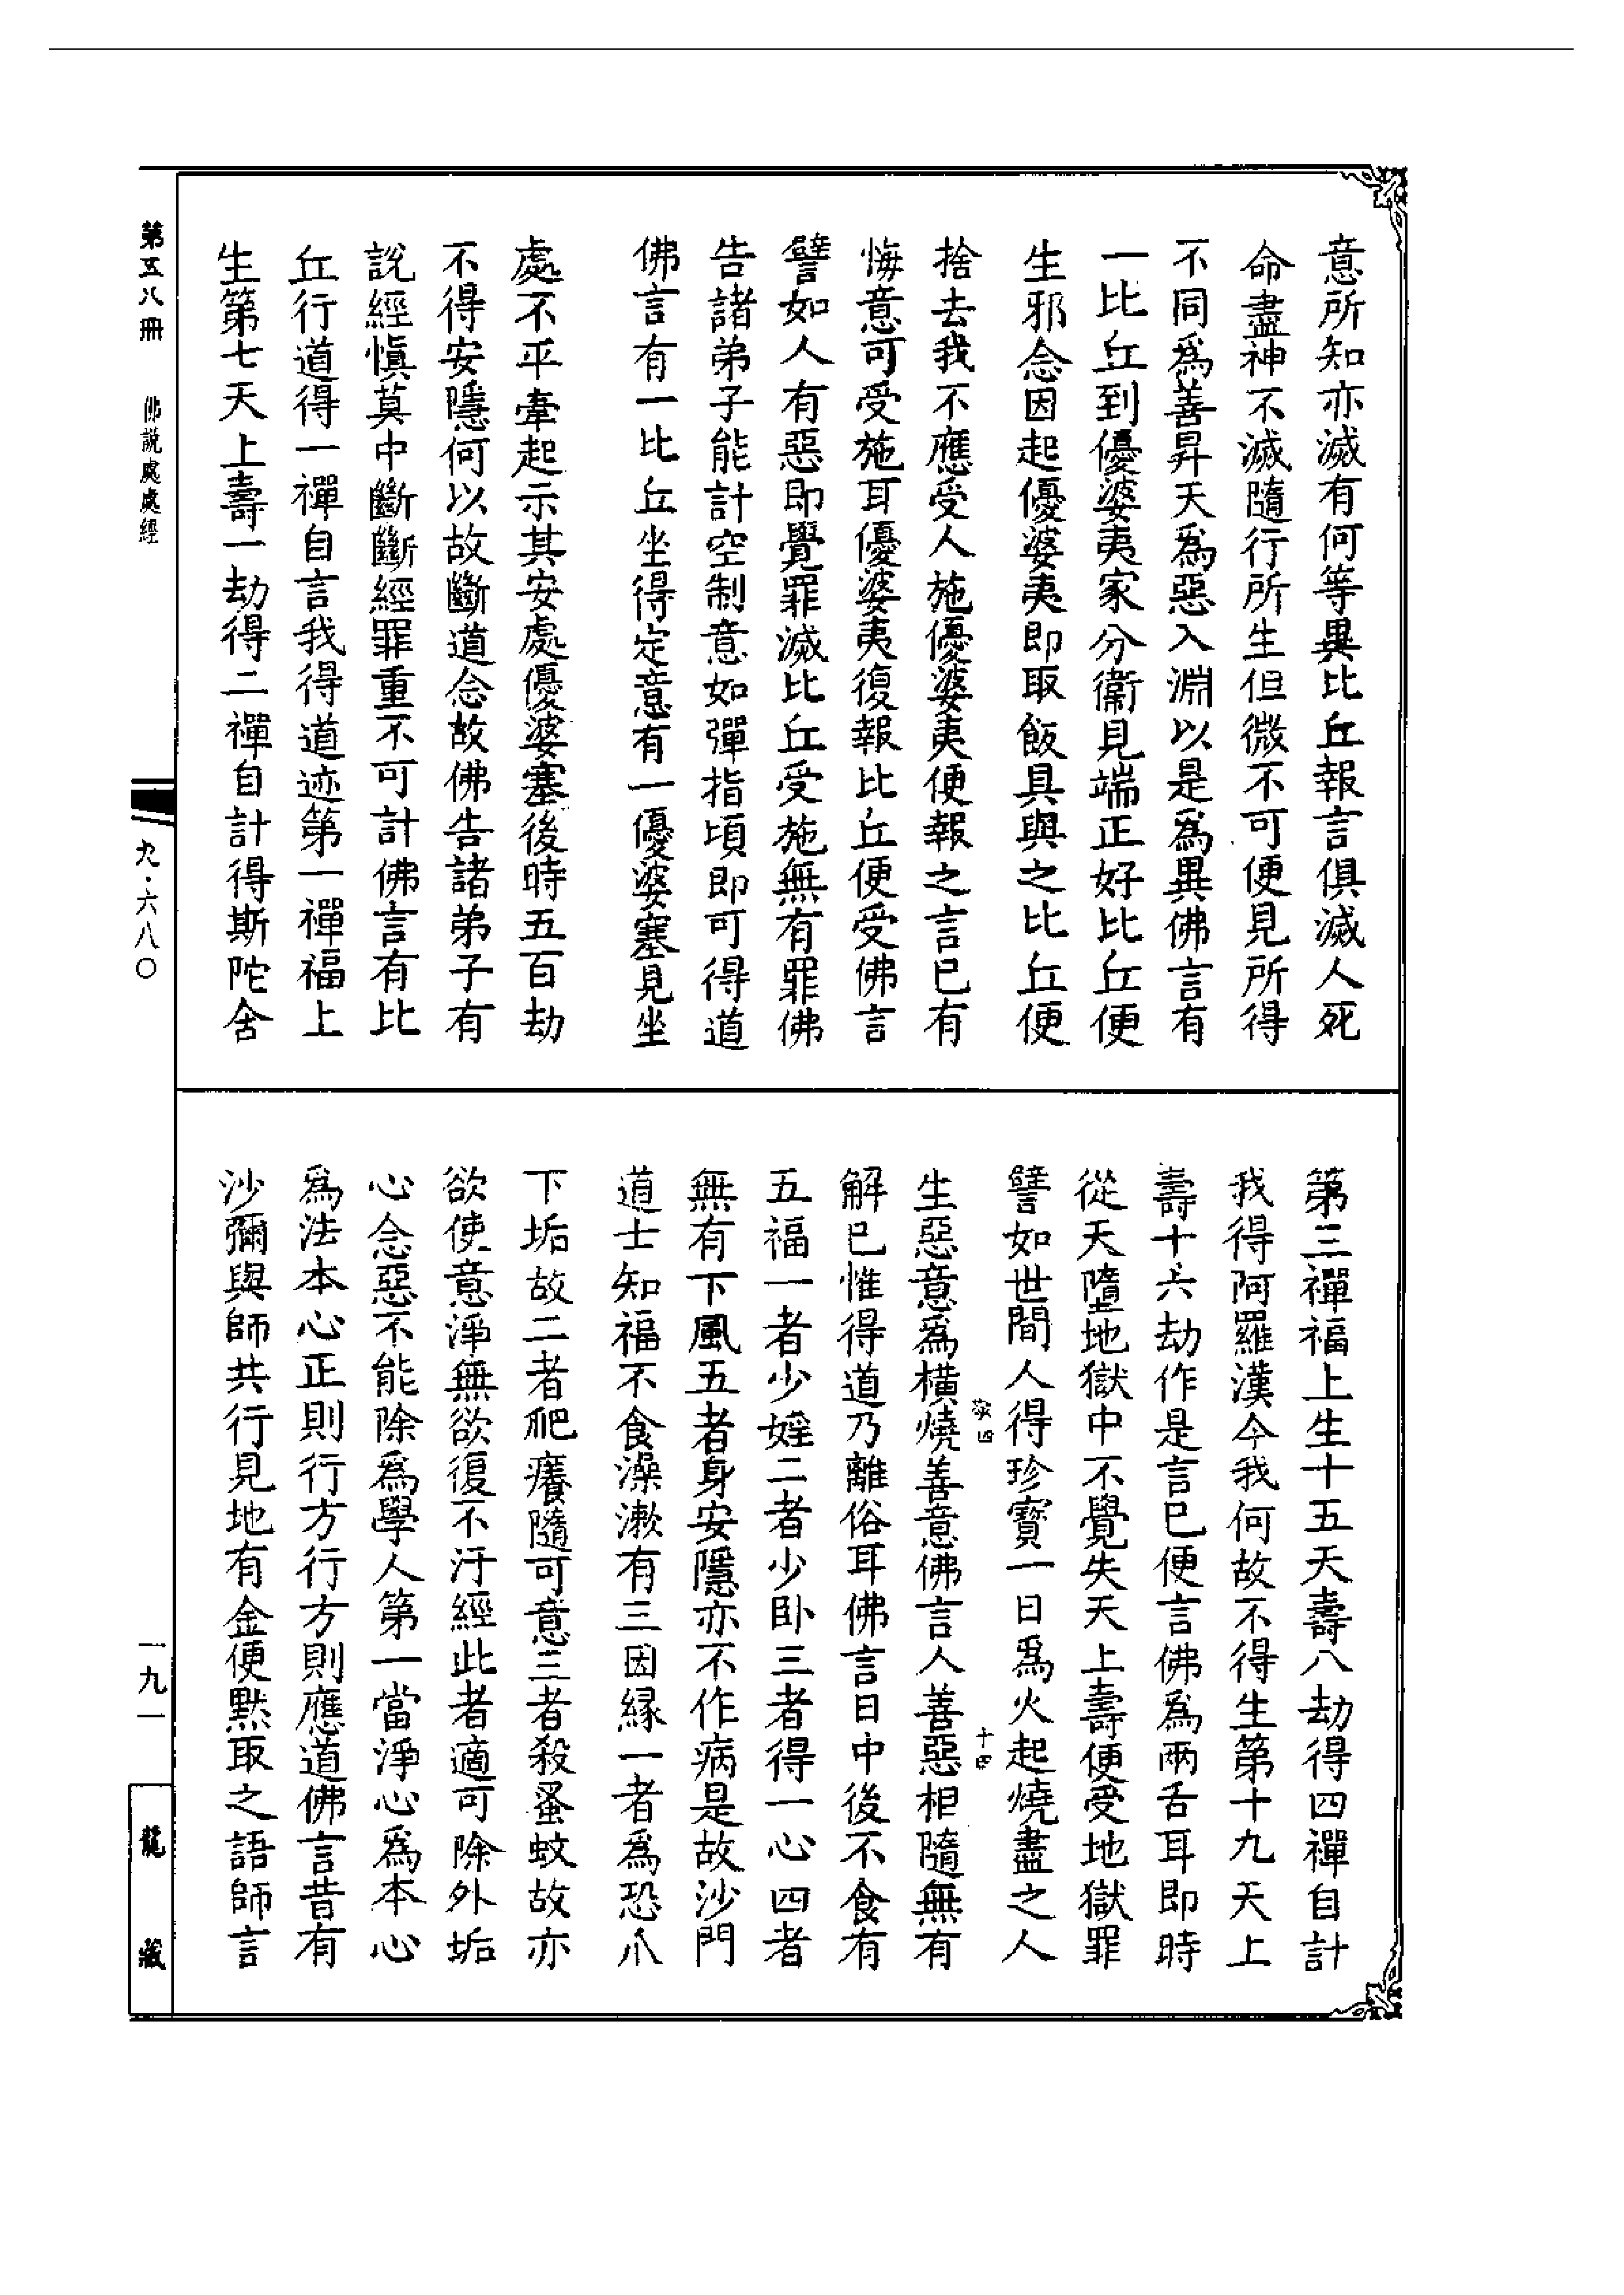 意所知亦滅有何等異比丘報言俱滅人死
命盡神不滅隨行所生但微不可便見所得
不同爲善昇天爲惡入淵以是爲異佛言有
一比丘到優婆夷家分衛見端正好比丘便
生邪念因起優婆夷即取飯具與之比丘便
捨去我不應受人施優婆夷便報之言已有
悔意可受施耳優婆夷復報比丘便受佛言
譬如人有惡即覺罪滅比丘受施無有罪佛
告諸弟子能計空制意如彈指頃即可得道
佛言有一比丘坐得定意有一優婆塞見坐
處不平牽起示其安處優婆塞後時五百劫
不得安隱何以故斷道念故佛告諸弟子有
說經愼莫中斷斷經罪重不可計佛言有比
丘行道得一禪自言我得道迹第一禪福上
生第七天上壽一劫得二禪自計得斯陀含
第三禪福上生十五天壽八劫得四禪自計
我得阿羅漢今我何故不得生第十九天上
壽十六劫作是言已便言佛爲兩舌耳即時
從天墮地獄中不覺失天上壽便受地獄罪
譬如世間人得珍寶一日爲火起燒盡之人
生惡意爲橫燒善意佛言人善惡相隨無有
解已惟得道乃離俗耳佛言日中後不食有
五福一者少婬二者少卧三者得一心四者
無有下風五者身安隱亦不作病是故沙門
道士知福不食澡漱有三因緣一者爲恐爪
下垢故二者爬癢隨可意三者殺蚤蚊故亦
欲使意淨無欲復不汙經此者適可除外垢
心念惡不能除爲學人第一當淨心爲本心
爲法本心正則行方行方則應道佛言昔有
沙彌與師共行見地有金便默取之語師言
第五八冊
佛説處處經
九·六八〇
一九一
龍藏
十四